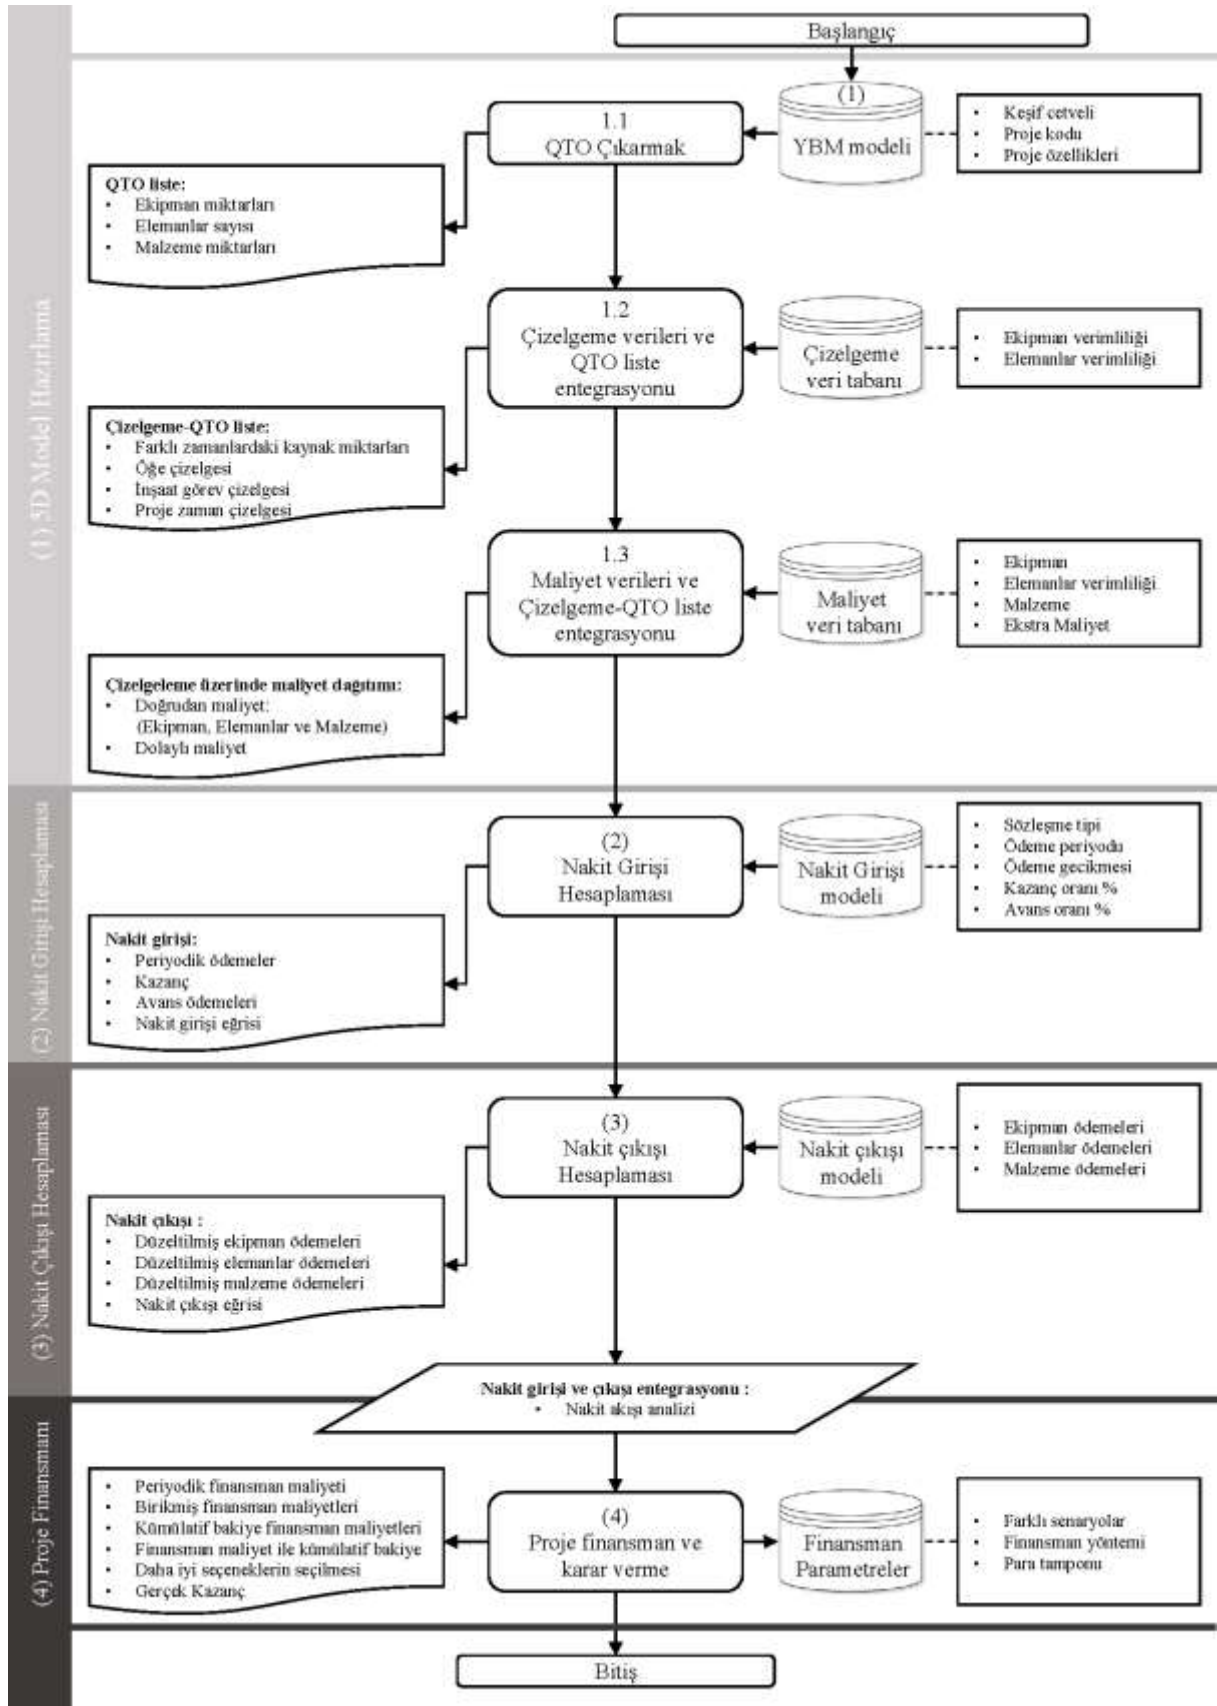 Başlangıç
(1) 5D Model Hazırlama
(1)
YBM modeli
• Keşif cetveli
• Proje kodu
• Proje özellikleri
1.1
QTO Çıkarmak
QTO liste:
• Ekipman miktarları
• Elemanlar sayısı
• Malzeme miktarları
1.2
Çizelgeme verileri ve
QTO liste
entegrasyonu
Çizelgeme
veri tabanı
• Ekipman verimliliği
• Elemanlar verimliliği
Çizelgeme-QTO liste:
• Farklı zamanlardaki kaynak miktarları
• Öğe çizelgesi
• İnşaat görev çizelgesi
• Proje zaman çizelgesi
1.3
Maliyet verileri ve
Çizelgeme-QTO liste
entegrasyonu
Maliyet
veri tabanı
• Ekipman
• Elemanlar verimliliği
• Malzeme
• Ekstra Maliyet
Çizelgeleme üzerinde maliyet dağıtımı:
• Doğrudan maliyet:
(Ekipman, Elemanlar ve Malzeme)
• Dolaylı maliyet
(2) Nakit Girişi Hesaplaması
(2)
Nakit Girişi
Hesaplaması
Nakit Girişi
modeli
• Sözleşme tipi
• Ödeme periyodu
• Ödeme gecikmesi
• Kazanç oranı %
• Avans oranı %
Nakit girişi:
• Periyodik ödemeler
• Kazanç
• Avans ödemeleri
• Nakit girişi eğrisi
(3) Nakit Çıkışı Hesaplaması
(3)
Nakit çıkışı
Hesaplaması
Nakit çıkışı
modeli
• Ekipman ödemeleri
• Elemanlar ödemeleri
• Malzeme ödemeleri
Nakit çıkışı :
• Düzeltilmiş ekipman ödemeleri
• Düzeltilmiş elemanlar ödemeleri
• Düzeltilmiş malzeme ödemeleri
• Nakit çıkışı eğrisi
Nakit girişi ve çıkışı entegrasyonu :
• Nakit akışı analizi
(4) Proje Finansmanı
• Periyodik finansman maliyeti
• Birikmiş finansman maliyetleri
• Kümülatif bakiye finansman maliyetleri
• Finansman maliyet ile kümülatif bakiye
• Daha iyi seçeneklerin seçilmesi
• Gerçek Kazanç
(4)
Proje finansman ve
karar verme
Finansman
Parametreler
• Farklı senaryolar
• Finansman yöntemi
• Para tamponu
Bitiş